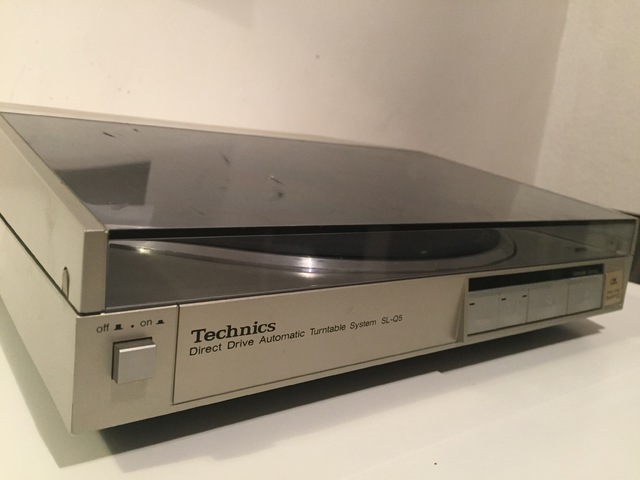 off on
Technics
Direct Drive Automatic Turntable System SL-Q5